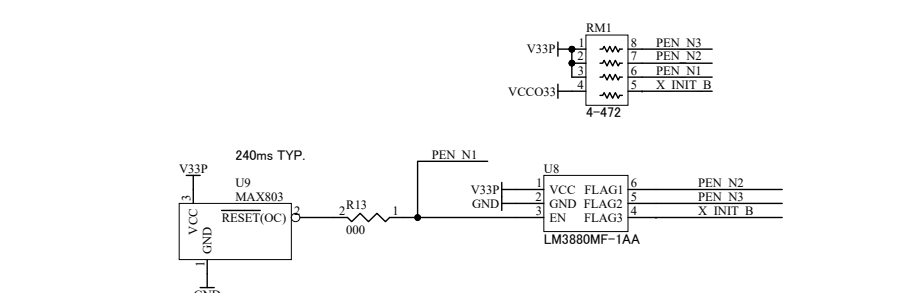 RM1
V33P 1 8 PEN_N3
2 7 PEN_N2
3 6 PEN_N1
VCCO33 4 5 X_INIT_B
4-472
240ms TYP.
PEN_N1
V33P
U9
MAX803
3 VCC
RESET(OC) 2
GND 1
GND
R13
2 1
000
U8
V33P 1 VCC FLAG1 6 PEN_N2
GND 2 GND FLAG2 5 PEN_N3
3 EN FLAG3 4 X_INIT_B
LM3880MF-1AA